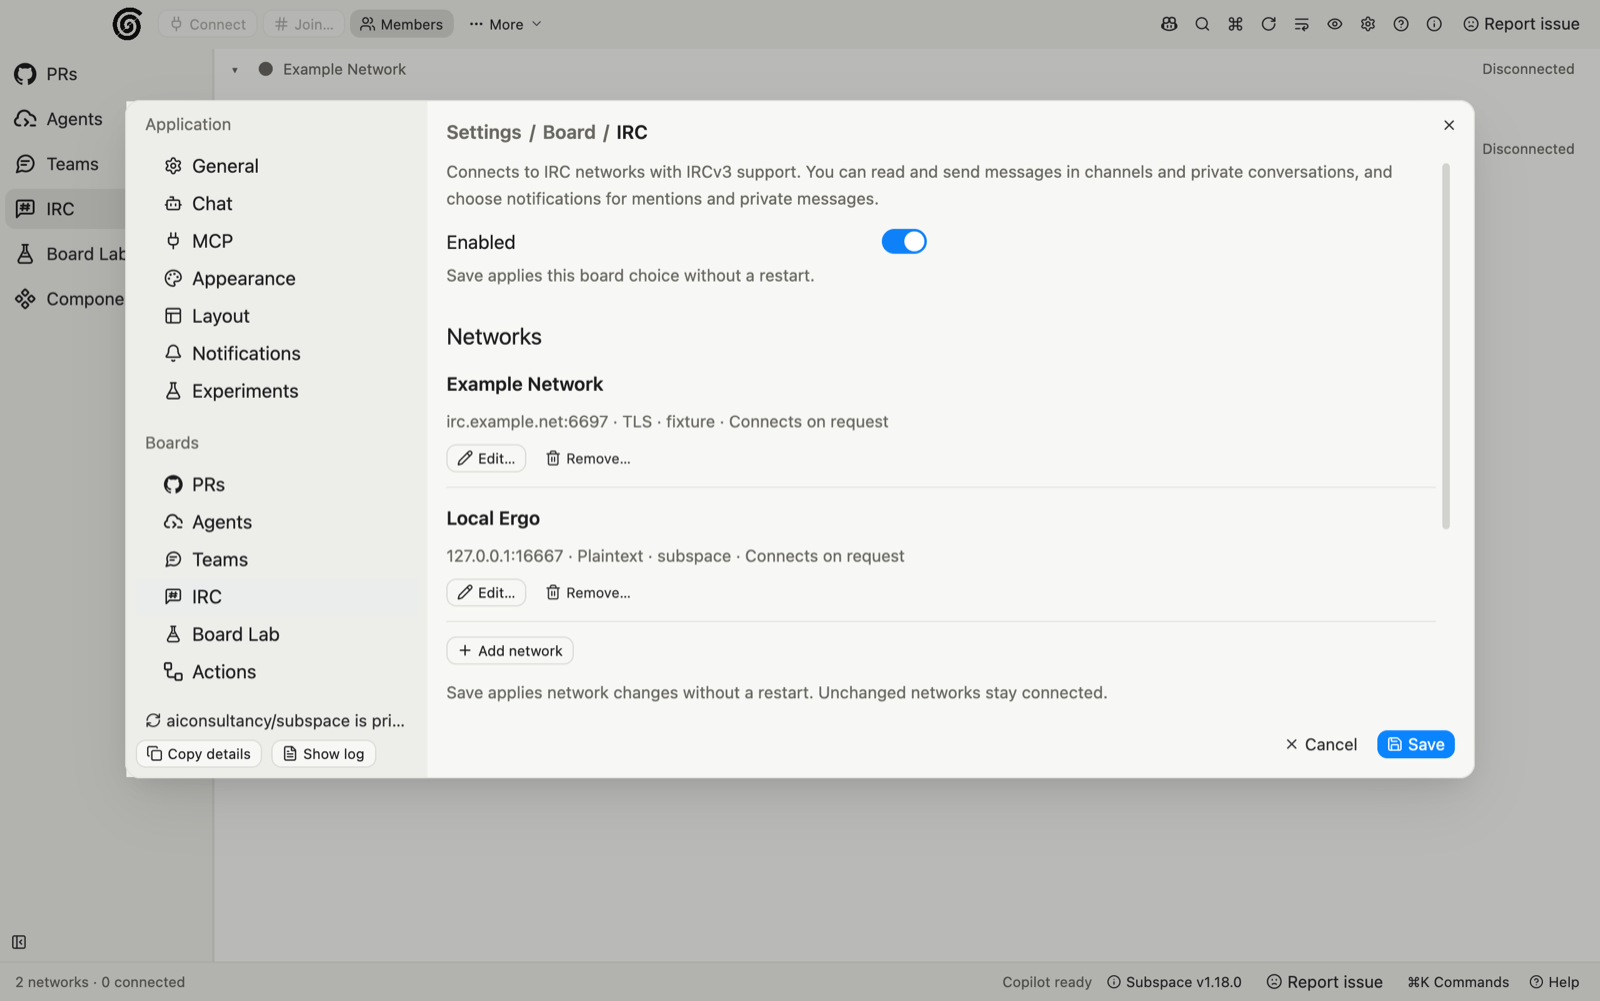 Connect
# Join...
Members
More
Report issue
PRs
Agents
Teams
IRC
Board Lab
Compone
Example Network
Disconnected
Disconnected
Application
General
Chat
MCP
Appearance
Layout
Notifications
Experiments
Boards
PRs
Agents
Teams
IRC
Board Lab
Actions
aiconsultancy/subspace is pri...
Copy details
Show log
Settings / Board / IRC
Connects to IRC networks with IRCv3 support. You can read and send messages in channels and private conversations, and
choose notifications for mentions and private messages.
Enabled
Save applies this board choice without a restart.
Networks
Example Network
irc.example.net:6697 · TLS · fixture · Connects on request
Edit...
Remove...
Local Ergo
127.0.0.1:16667 · Plaintext · subspace · Connects on request
Edit...
Remove...
+ Add network
Save applies network changes without a restart. Unchanged networks stay connected.
Cancel
Save
2 networks · 0 connected
Copilot ready
Subspace v1.18.0
Report issue
⌘K Commands
Help